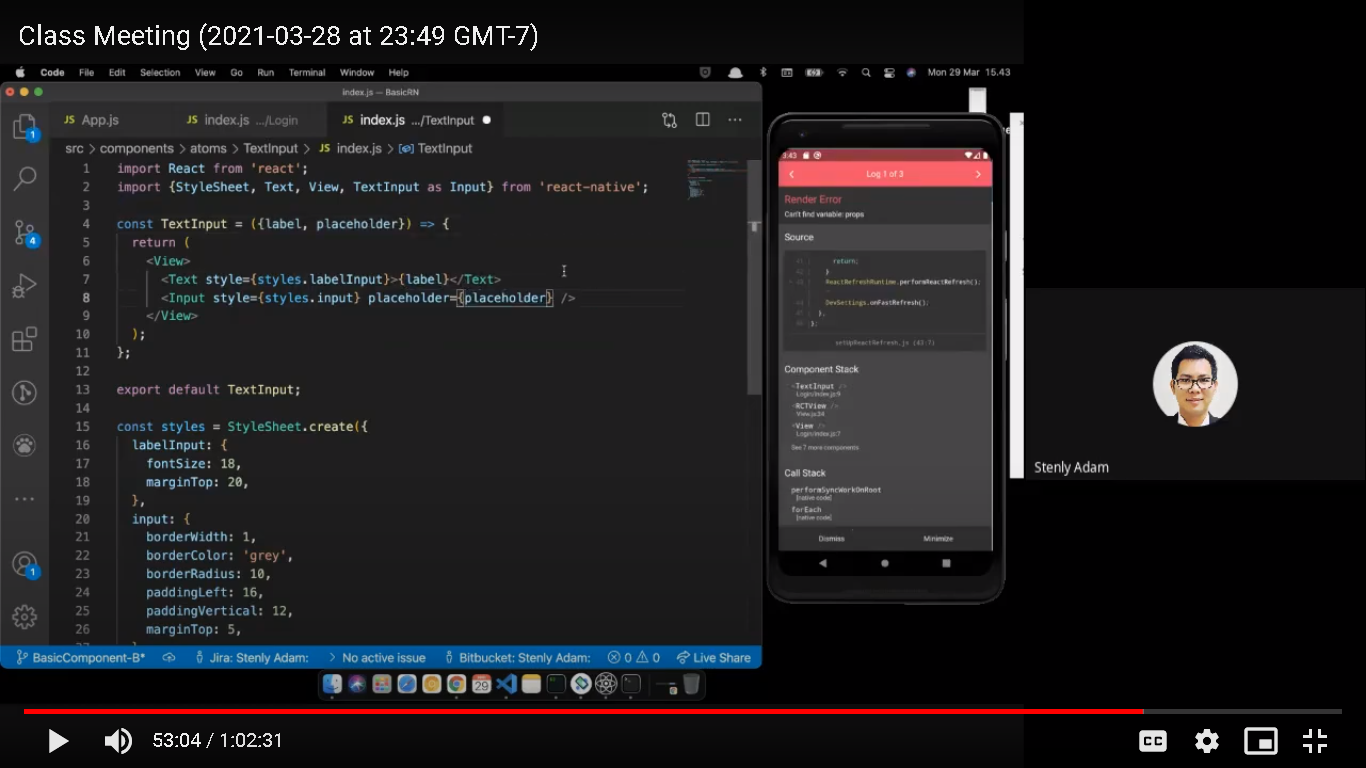 Class Meeting (2021-03-28 at 23:49 GMT-7)
Code File Edit Selection View Go Run Terminal Window Help Mon 29 Mar 15.43
index.js — BasicRN
JS App.js JS index.js .../Login JS index.js .../TextInput
src > components > atoms > TextInput > JS index.js > TextInput
1 import React from 'react';
2 import {StyleSheet, Text, View, TextInput as Input} from 'react-native';
3
4 const TextInput = ({label, placeholder}) => {
5 return (
6 <View>
7 <Text style={styles.labelInput}>{label}</Text>
8 <Input style={styles.input} placeholder={placeholder} />
9 </View>
10 );
11 };
12
13 export default TextInput;
14
15 const styles = StyleSheet.create({
16 labelInput: {
17 fontSize: 18,
18 marginTop: 20,
19 },
20 input: {
21 borderWidth: 1,
22 borderColor: 'grey',
23 borderRadius: 10,
24 paddingLeft: 16,
25 paddingVertical: 12,
26 marginTop: 5,
1
4
1
BasicComponent-B* Jira: Stenly Adam: No active issue Bitbucket: Stenly Adam: 0 0 Live Share
29
3:43
Log 1 of 3
Render Error
Can't find variable: props
Source
return;
}
ReactRefreshRuntime.performReactRefresh();
DevSettings.onFastRefresh();
},
};
setUpReactRefresh.js (43:7)
Component Stack
<TextInput />
Login/index.js:9
<RCTView />
View.js:34
<View />
Login/index.js:7
See 7 more components
Call Stack
performSyncWorkOnRoot
[native code]
forEach
[native code]
Dismiss Minimize
Stenly Adam
53:04 / 1:02:31
CC